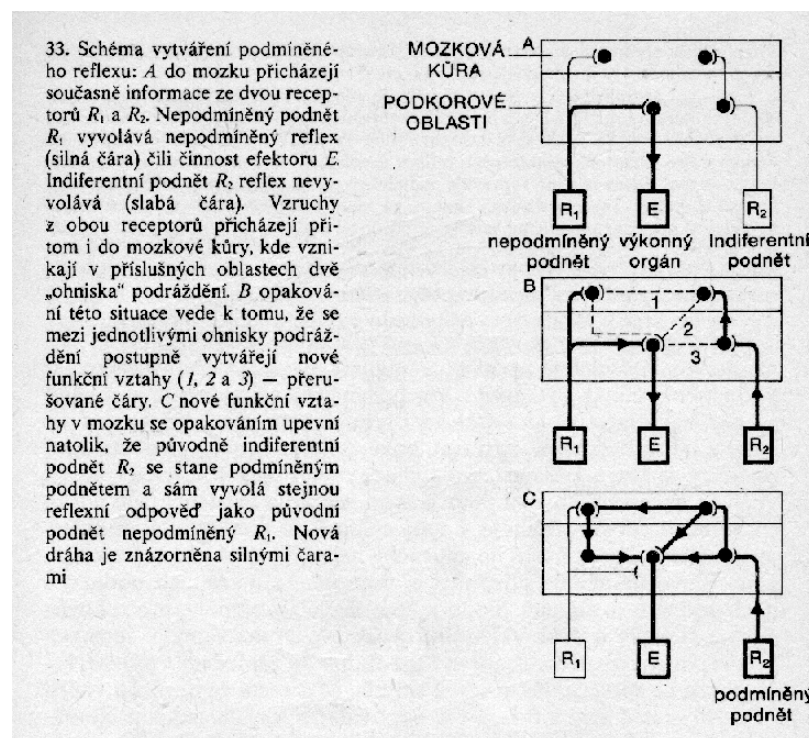 33. Schéma vytváření podmíněné-
ho reflexu: A do mozku přicházejí
současně informace ze dvou recep-
torů R₁ a R₂. Nepodmíněný podnět
R₁ vyvolává nepodmíněný reflex
(silná čára) čili činnost efektoru E.
Indiferentní podnět R₂ reflex nevy-
volává (slabá čára). Vzruchy
z obou receptorů přicházejí při-
tom i do mozkové kůry, kde vzni-
kají v příslušných oblastech dvě
„ohniska“ podráždění. B opaková-
ní této situace vede k tomu, že se
mezi jednotlivými ohnisky podráž-
dění postupně vytvářejí nové
funkční vztahy (1, 2 a 3) — přeru-
šované čáry. C nové funkční vzta-
hy v mozku se opakováním upevní
natolik, že původně indiferentní
podnět R₂ se stane podmíněným
podnětem a sám vyvolá stejnou
reflexní odpověď jako původní
podnět nepodmíněný R₁. Nová
dráha je znázorněna silnými čara-
mi
MOZKOVÁ
KŮRA
A
PODKOROVÉ
OBLASTI
R₁ E R₂
nepodmíněný výkonný indiferentní
podnět orgán podnět
B
1
2
3
R₁ E R₂
C
R₁ E R₂
podmíněný
podnět